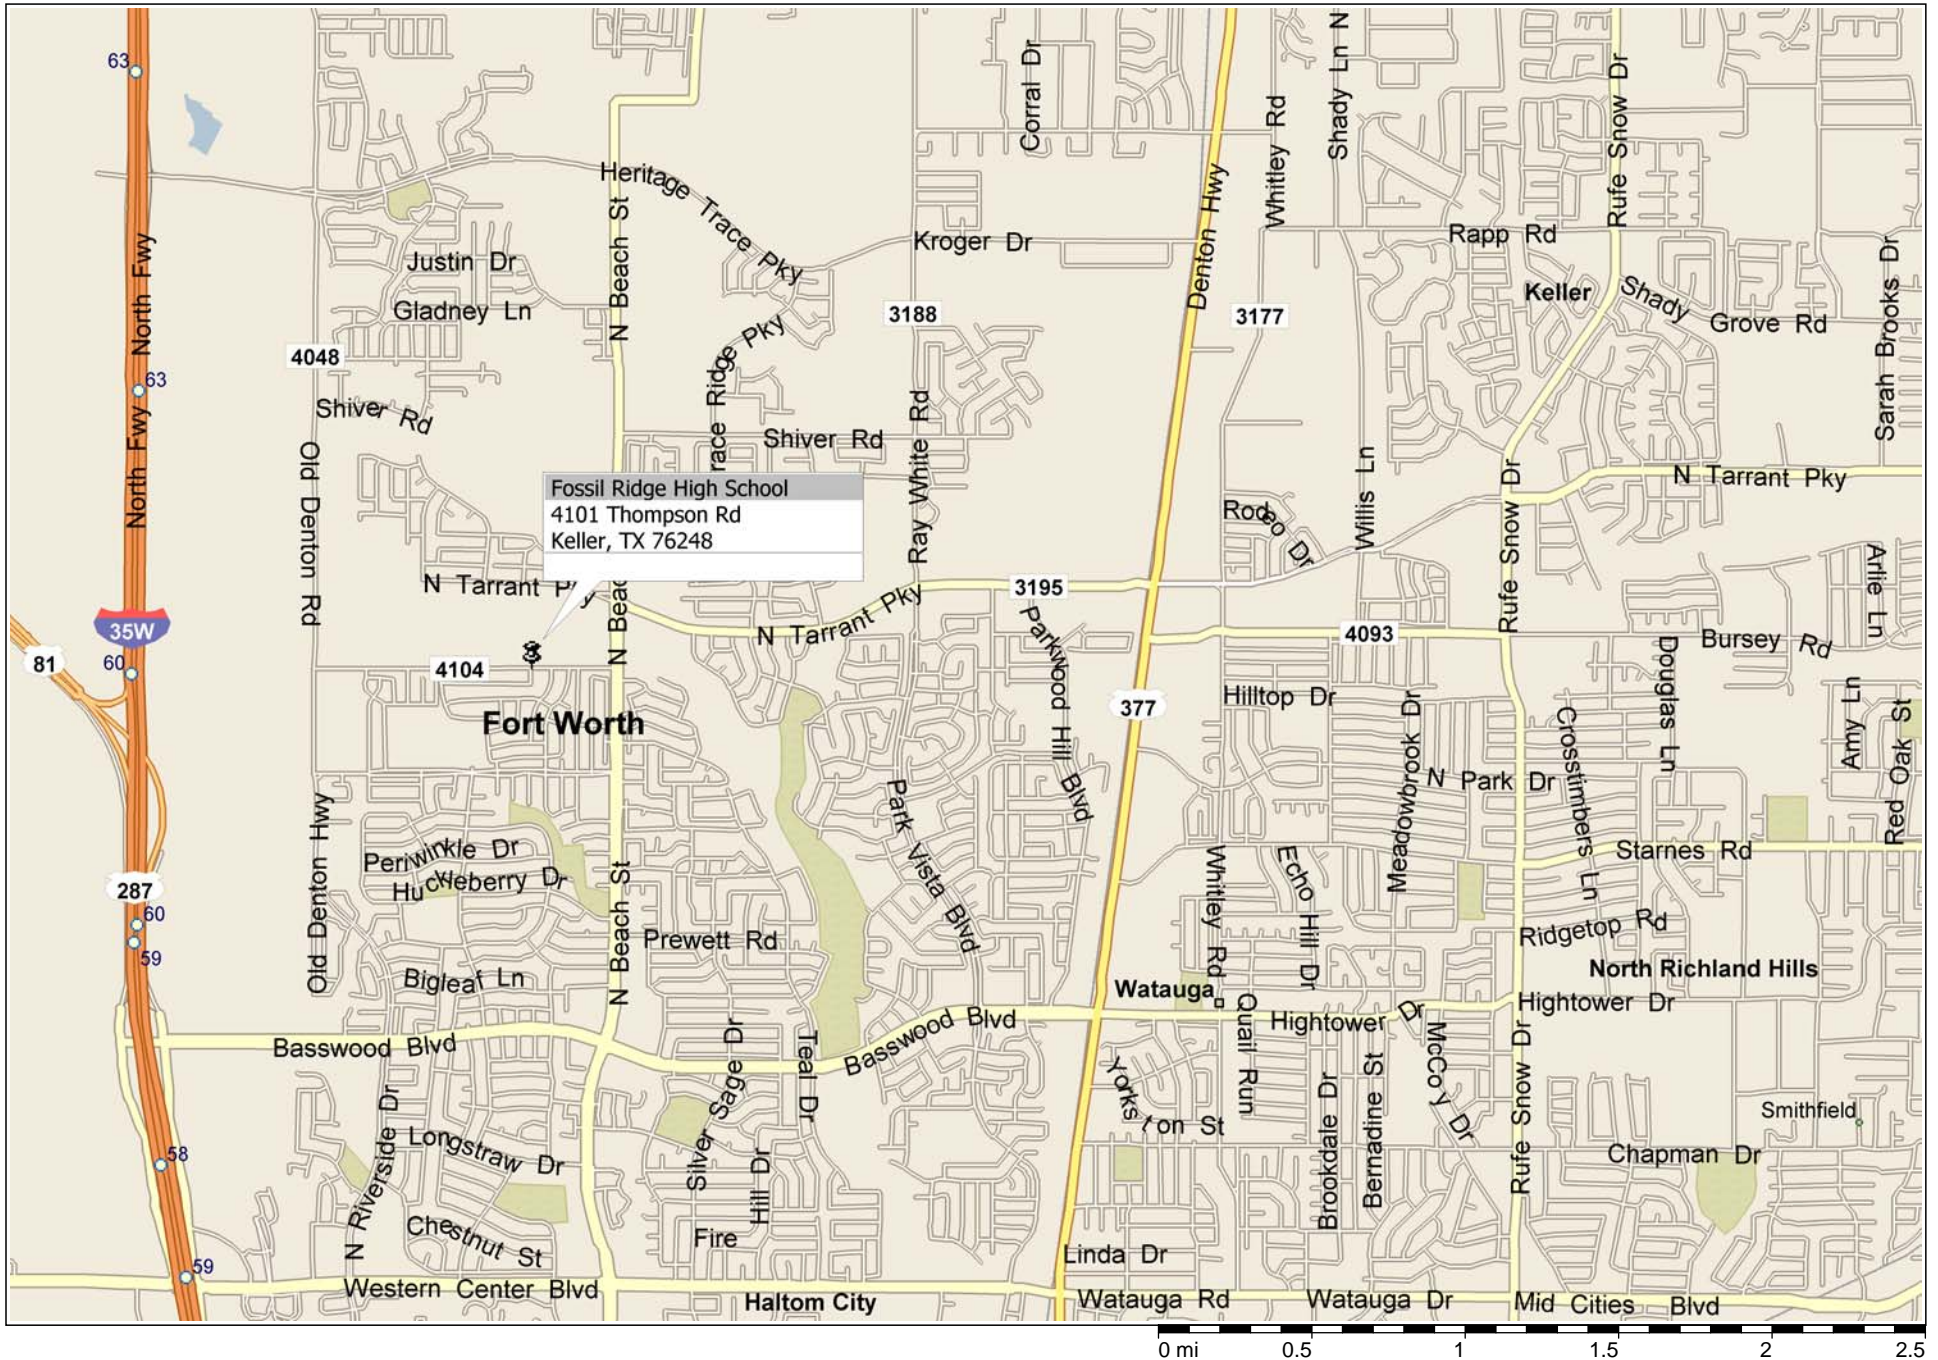 63
Corral Dr
Shady Ln N
Rufe Snow Dr
Whitley Rd
Heritage Trace Pky
Denton Hwy
N Beach St
Kroger Dr
Rapp Rd
North Fwy
Justin Dr
Gladney Ln
Keller
Shady Grove Rd
Sarah Brooks Dr
3188
3177
4048
63
race Ridge Pky
Shiver Rd
Shiver Rd
North Fwy
Old Denton Rd
Ray White Rd
Willis Ln
Rufe Snow Dr
N Tarrant Pky
Fossil Ridge High School
4101 Thompson Rd
Keller, TX 76248
Rodeo Dr
N Tarrant Pky
N Beac
3195
N Tarrant Pky
Parkwood Hill Blvd
4093
Bursey Rd
Arlie Ln
35W
81
60
4104
Fort Worth
377
Hilltop Dr
Meadowbrook Dr
Crosstimbers Ln
Douglas Ln
Amy Ln
Red Oak St
N Park Dr
Old Denton Hwy
Park Vista Blvd
Periwinkle Dr
Huckleberry Dr
N Beach St
Whitley Rd
Echo Hill Dr
Starnes Rd
287
60
59
Prewett Rd
Ridgetop Rd
Bigleaf Ln
North Richland Hills
Watauga
Quail Run
Hightower Dr
Hightower Dr
Basswood Blvd
Basswood Blvd
Silver Sage Dr
Teal Dr
Yorkston St
Brookdale Dr
Bernadine St
McCoy Dr
Rufe Snow Dr
Smithfield
58
N Riverside Dr
Longstraw Dr
Hill Dr
Chapman Dr
Chestnut St
Fire
Linda Dr
59
Western Center Blvd
Haltom City
Watauga Rd
Watauga Dr
Mid Cities Blvd
0 mi 0.5 1 1.5 2 2.5